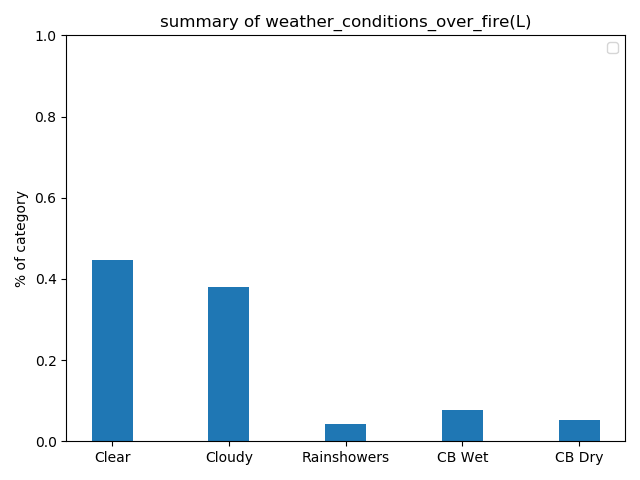 summary of weather_conditions_over_fire(L)
% of category
1.0
0.8
0.6
0.4
0.2
0.0
Clear Cloudy Rainshowers CB Wet CB Dry